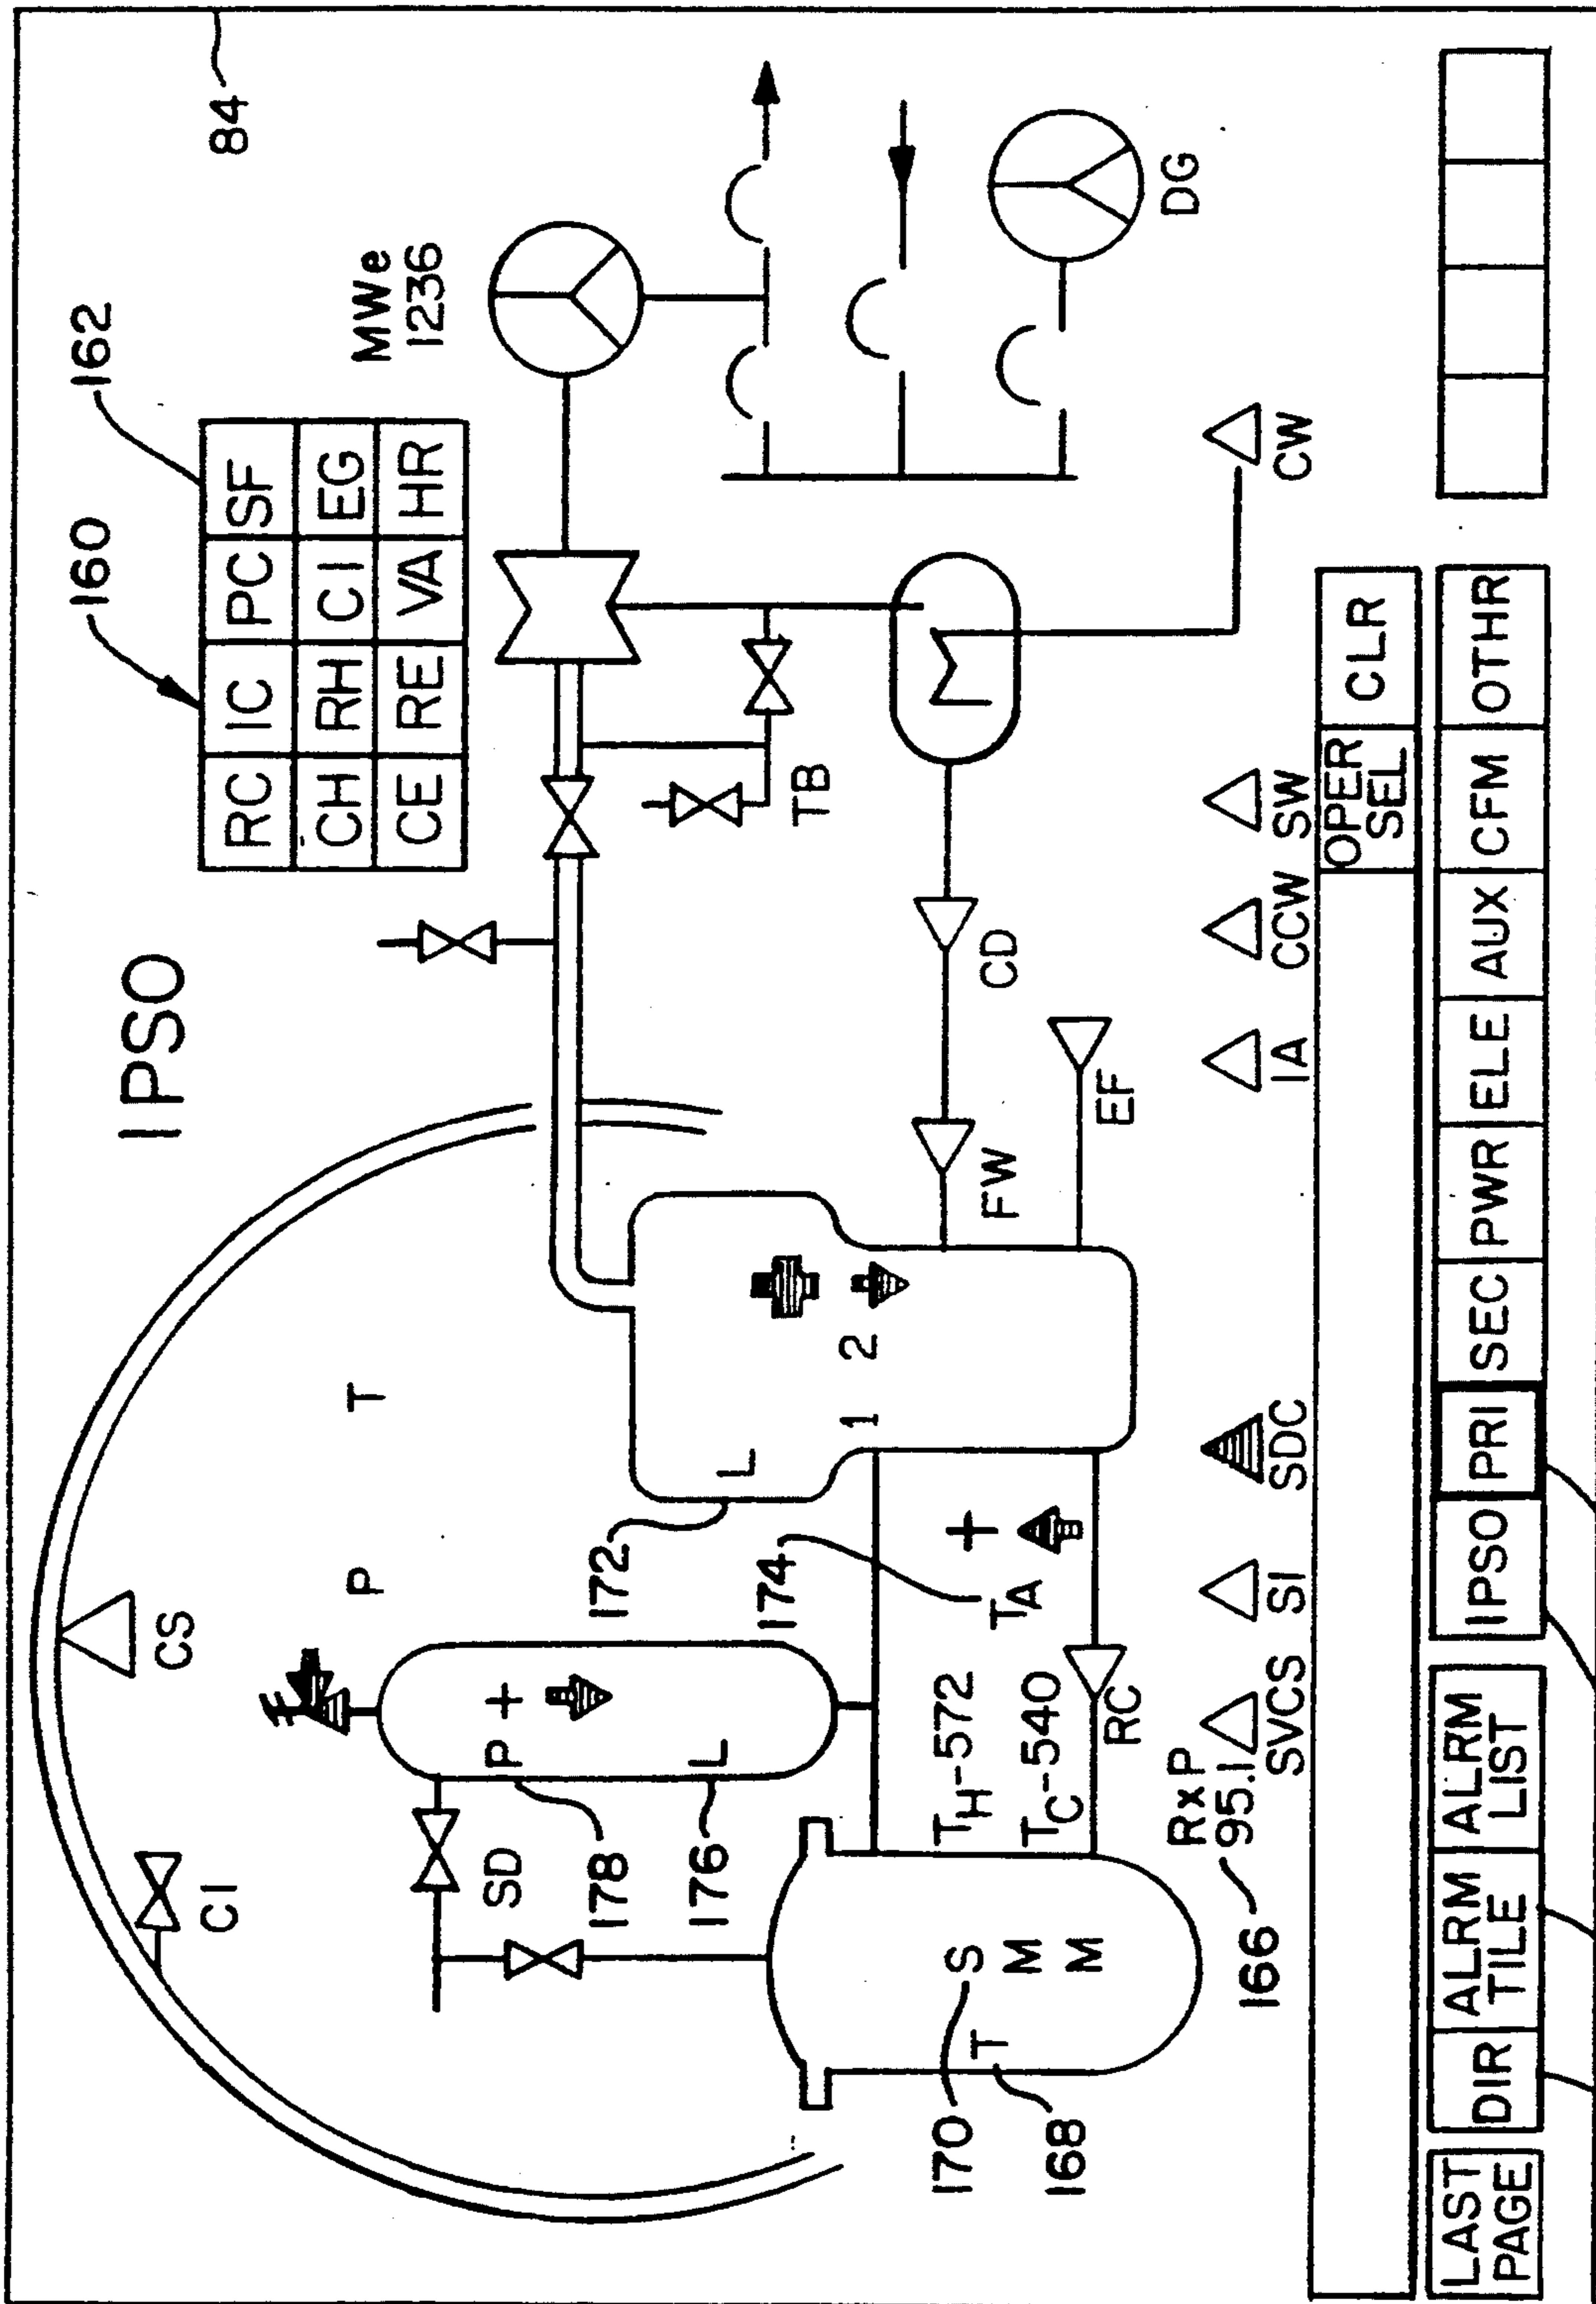 IPSO
84
160
162
RC IC PC SF
CH RH CI EG
CE RE VA HR
MWe
1236
CS
CI
P T
SD
P +
178
L
176
172
L
174
1 2
TB
TH-572
TC-540
TA +
RC
FW
CD
EF
DG
S
M
M
T
170
168
RxP
95.1
166
SVCS
SI
SDC
IA
CCW
SW
CW
OPER
SEL
CLR
LAST
PAGE
DIR
ALRM
TILE
ALRM
LIST
IPSO PRI SEC PWR ELE AUX CFM OTHR